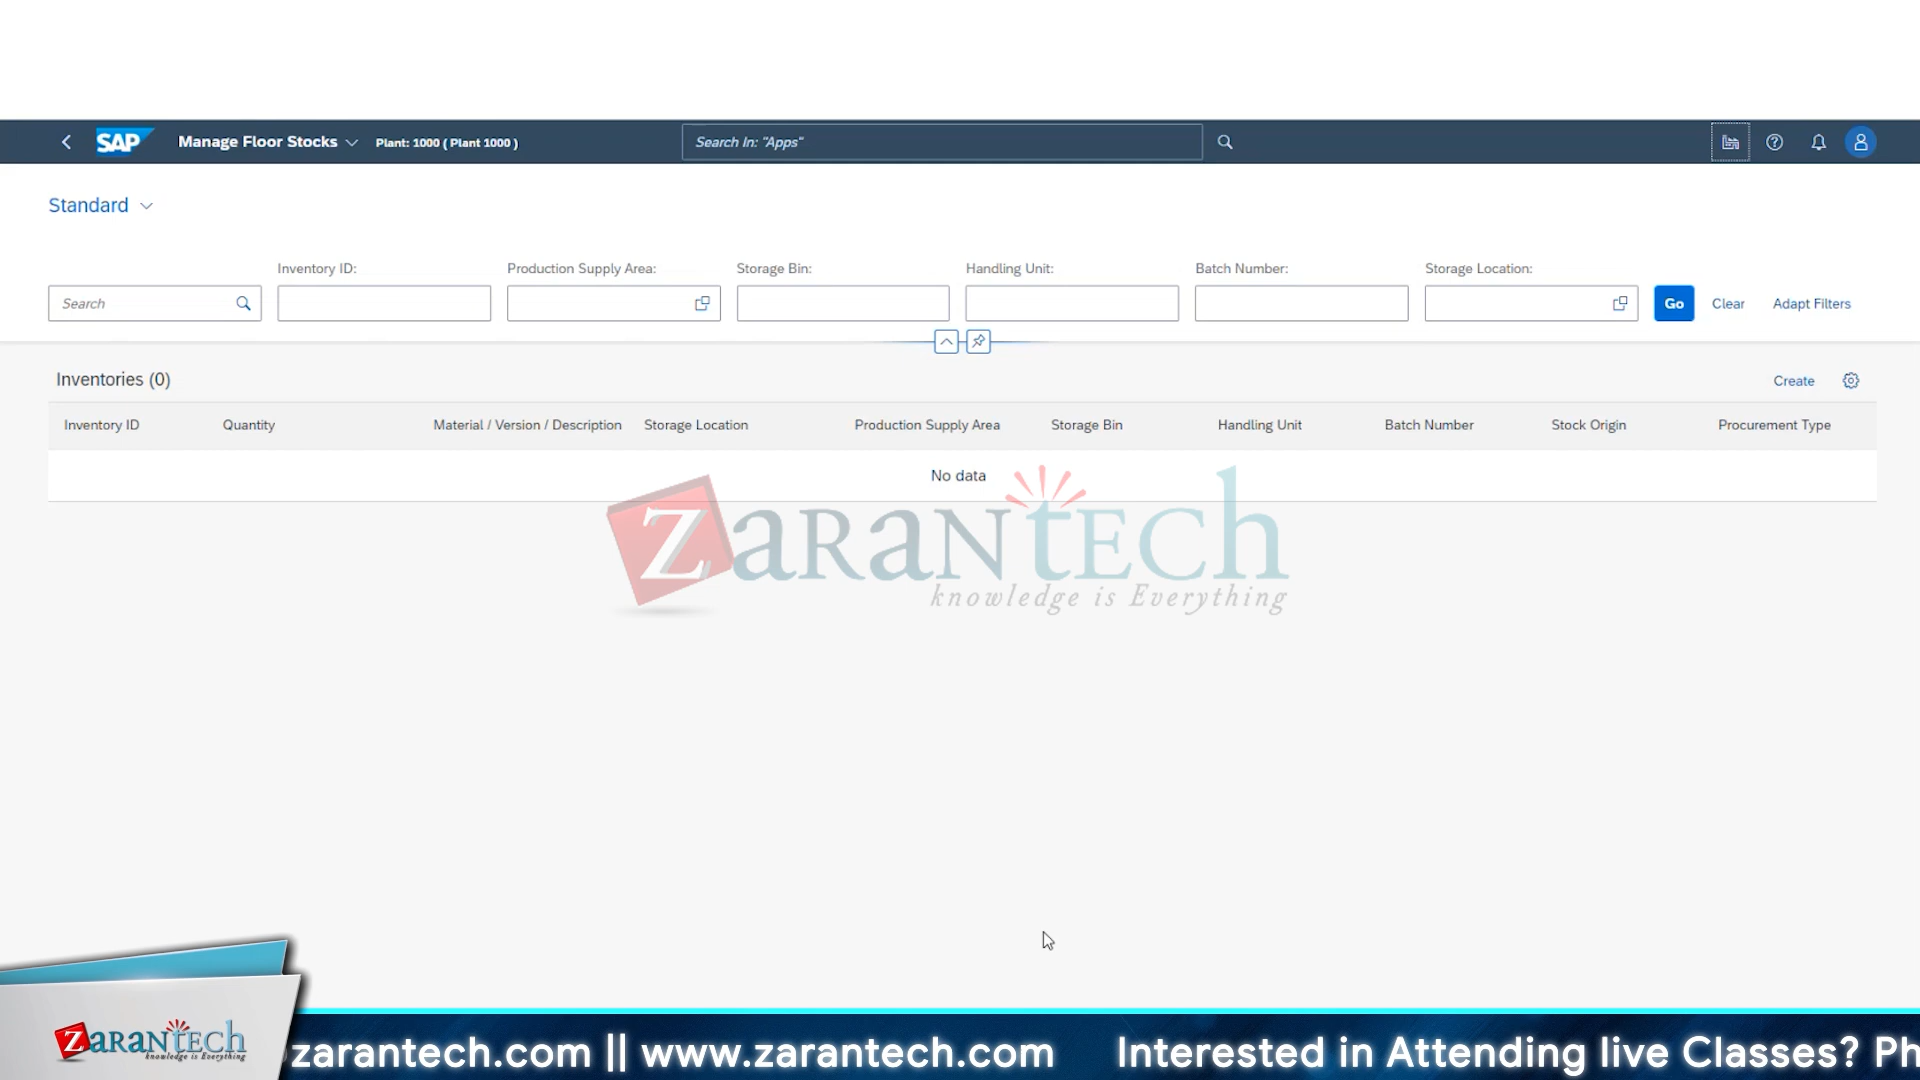 SAP Manage Floor Stocks Plant: 1000 ( Plant 1000 ) Search In: "Apps"
Standard
Inventory ID: Production Supply Area: Storage Bin: Handling Unit: Batch Number: Storage Location:
Search Go Clear Adapt Filters
Inventories (0) Create
Inventory ID Quantity Material / Version / Description Storage Location Production Supply Area Storage Bin Handling Unit Batch Number Stock Origin Procurement Type
No data
ZARANTECH
knowledge is Everything
ZARANTECH
knowledge is Everything
zarantech.com || www.zarantech.com Interested in Attending live Classes? Ph